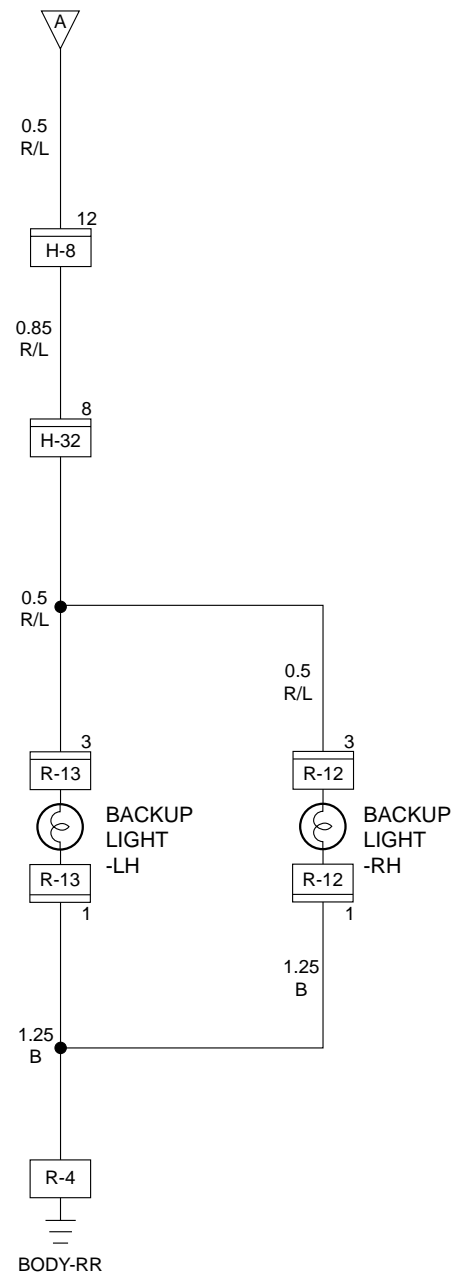 A
0.5
R/L
12
H-8
0.85
R/L
8
H-32
0.5
R/L
0.5
R/L
3
R-13
3
R-12
BACKUP
LIGHT
-LH
BACKUP
LIGHT
-RH
R-13
1
R-12
1
1.25
B
1.25
B
R-4
BODY-RR